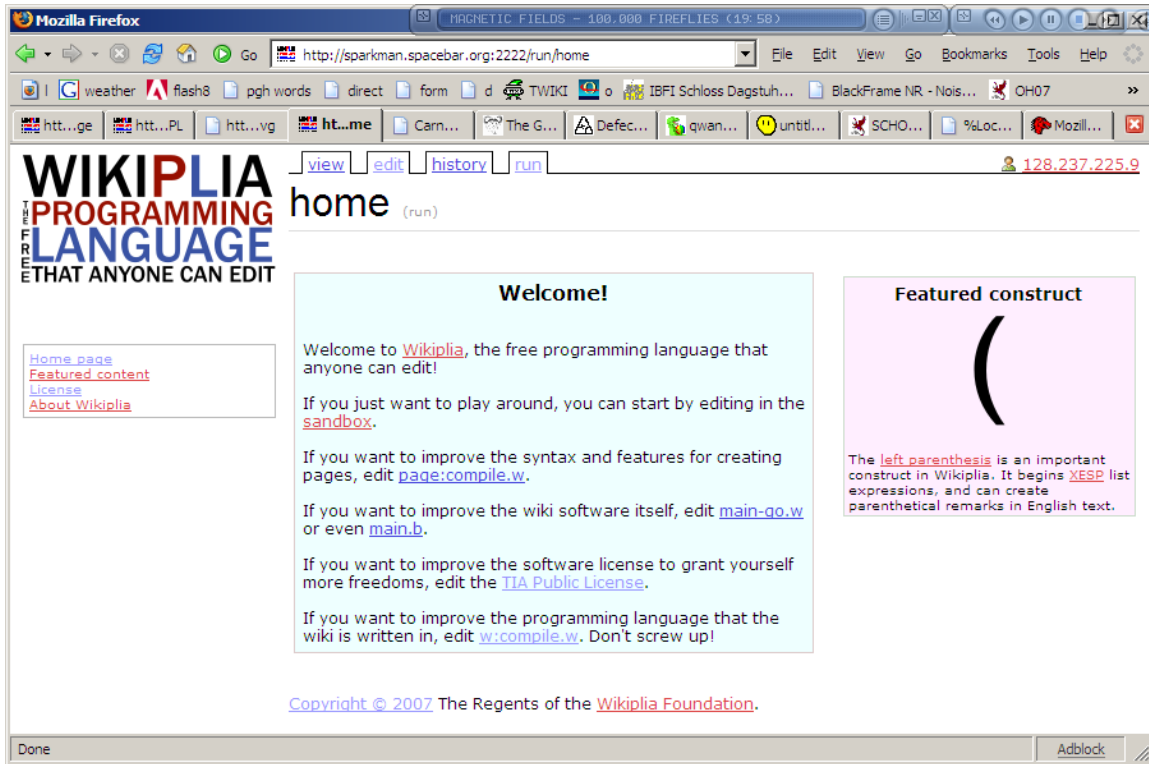 Mozilla Firefox
MAGNETIC FIELDS - 100,000 FIREFLIES (19:58)
Go
http://sparkman.spacebar.org:2222/run/home
File Edit View Go Bookmarks Tools Help
l weather flash8 pgh words direct form d TWIKI o IBFI Schloss Dagstuh... BlackFrame NR - Nois... OH07 »
htt...ge htt...PL htt...vg ht...me Carn... The G... Defec... qwan... untitl... SCHO... %Loc... Mozill...
WIKIPLIA
THE PROGRAMMING
FREE LANGUAGE
THAT ANYONE CAN EDIT
view edit history run
128.237.225.9
home (run)
Home page
Featured content
License
About Wikiplia
Welcome!
Welcome to Wikiplia, the free programming language that
anyone can edit!
If you just want to play around, you can start by editing in the
sandbox.
If you want to improve the syntax and features for creating
pages, edit page:compile.w.
If you want to improve the wiki software itself, edit main-go.w
or even main.b.
If you want to improve the software license to grant yourself
more freedoms, edit the TIA Public License.
If you want to improve the programming language that the
wiki is written in, edit w:compile.w. Don't screw up!
Featured construct
(
The left parenthesis is an important
construct in Wikiplia. It begins XESP list
expressions, and can create
parenthetical remarks in English text.
Copyright © 2007 The Regents of the Wikiplia Foundation.
Done
Adblock